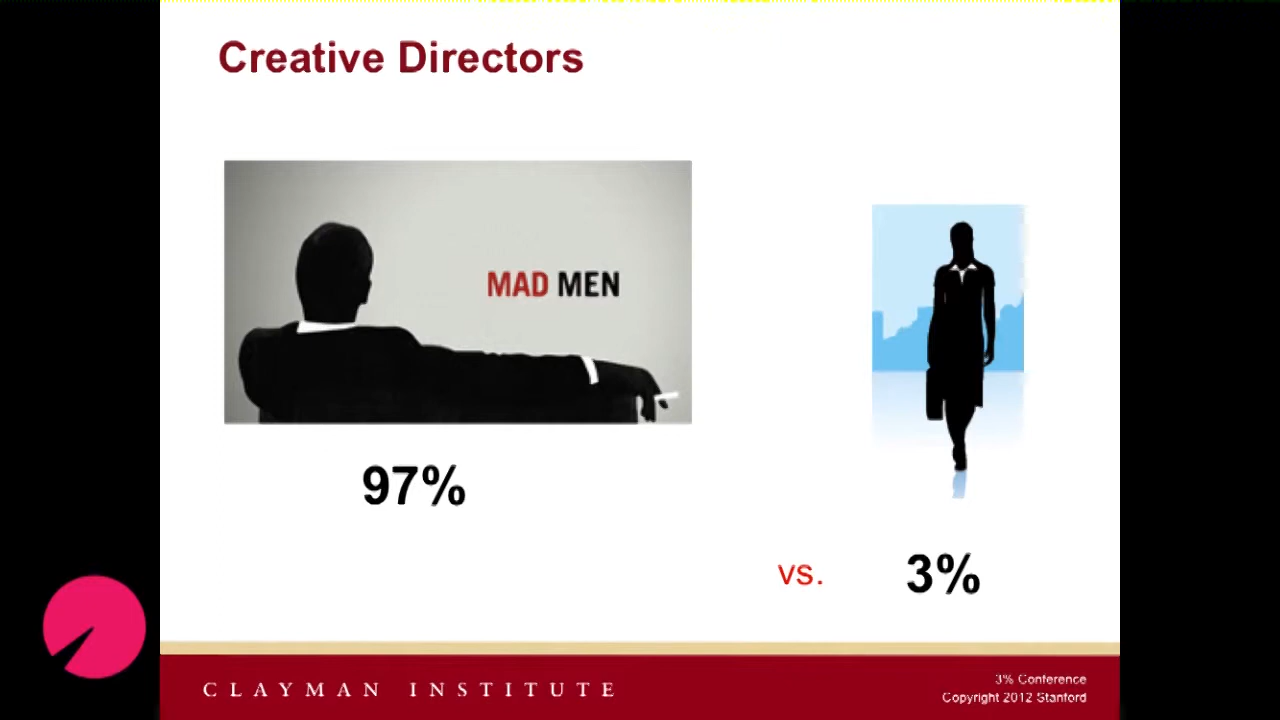 Creative Directors
MAD MEN
97%
vs. 3%
CLAYMAN INSTITUTE
3% Conference
Copyright 2012 Stanford